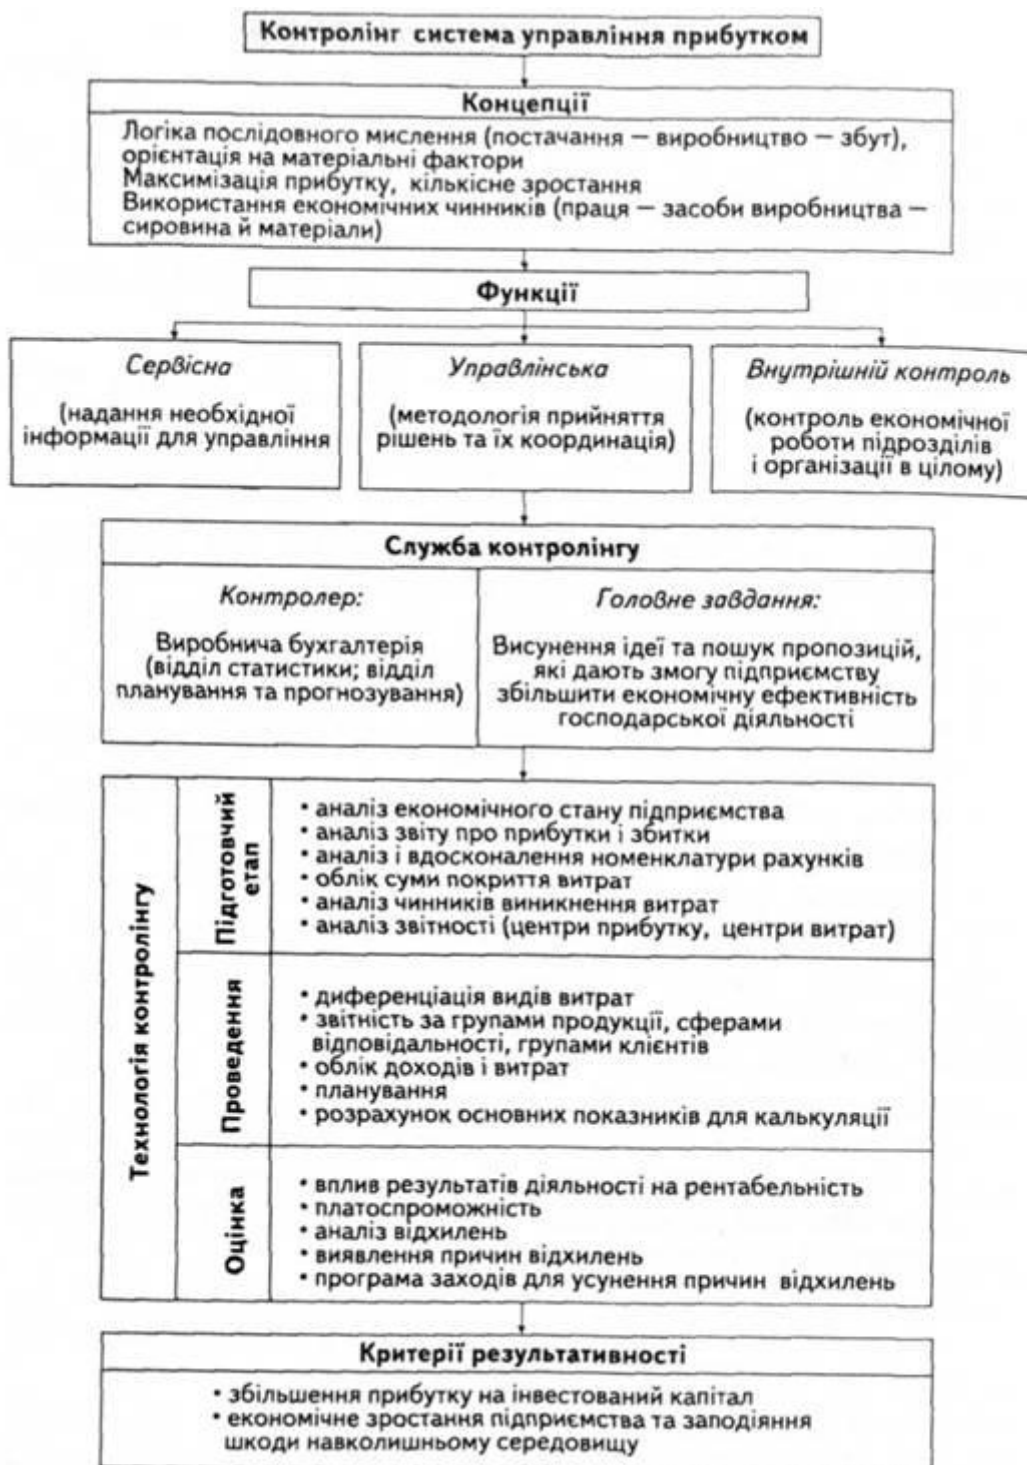 Контролінг система управління прибутком
Концепції
Логіка послідовного мислення (постачання — виробництво — збут),
орієнтація на матеріальні фактори
Максимізація прибутку, кількісне зростання
Використання економічних чинників (праця — засоби виробництва —
сировина й матеріали)
Функції
Сервісна
(надання необхідної
інформації для управління
Управлінська
(методологія прийняття
рішень та їх координація)
Внутрішній контроль
(контроль економічної
роботи підрозділів
і організації в цілому)
Служба контролінгу
Контролер:
Виробнича бухгалтерія
(відділ статистики; відділ
планування та прогнозування)
Головне завдання:
Висунення ідеї та пошук пропозицій,
які дають змогу підприємству
збільшити економічну ефективність
господарської діяльності
Технологія контролінгу
Підготовчий
етап
• аналіз економічного стану підприємства
• аналіз звіту про прибутки і збитки
• аналіз і вдосконалення номенклатури рахунків
• облік суми покриття витрат
• аналіз чинників виникнення витрат
• аналіз звітності (центри прибутку, центри витрат)
Проведення
• диференціація видів витрат
• звітність за групами продукції, сферами
відповідальності, групами клієнтів
• облік доходів і витрат
• планування
• розрахунок основних показників для калькуляції
Оцінка
• вплив результатів діяльності на рентабельність
• платоспроможність
• аналіз відхилень
• виявлення причин відхилень
• програма заходів для усунення причин відхилень
Критерії результативності
• збільшення прибутку на інвестований капітал
• економічне зростання підприємства та заподіяння
шкоди навколишньому середовищу